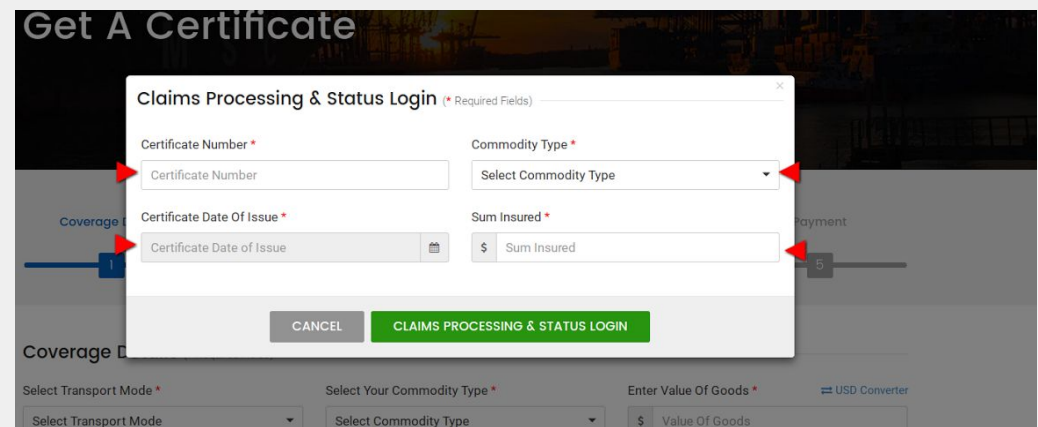 Get A Certificate
Claims Processing & Status Login (* Required Fields)
×
Certificate Number * Commodity Type *
Certificate Number Select Commodity Type
Certificate Date Of Issue * Sum Insured *
Certificate Date of Issue $ Sum Insured
Coverage Payment
1 5
CANCEL CLAIMS PROCESSING & STATUS LOGIN
Coverage
Select Transport Mode * Select Your Commodity Type * Enter Value Of Goods * USD Converter
Select Transport Mode Select Commodity Type $ Value Of Goods